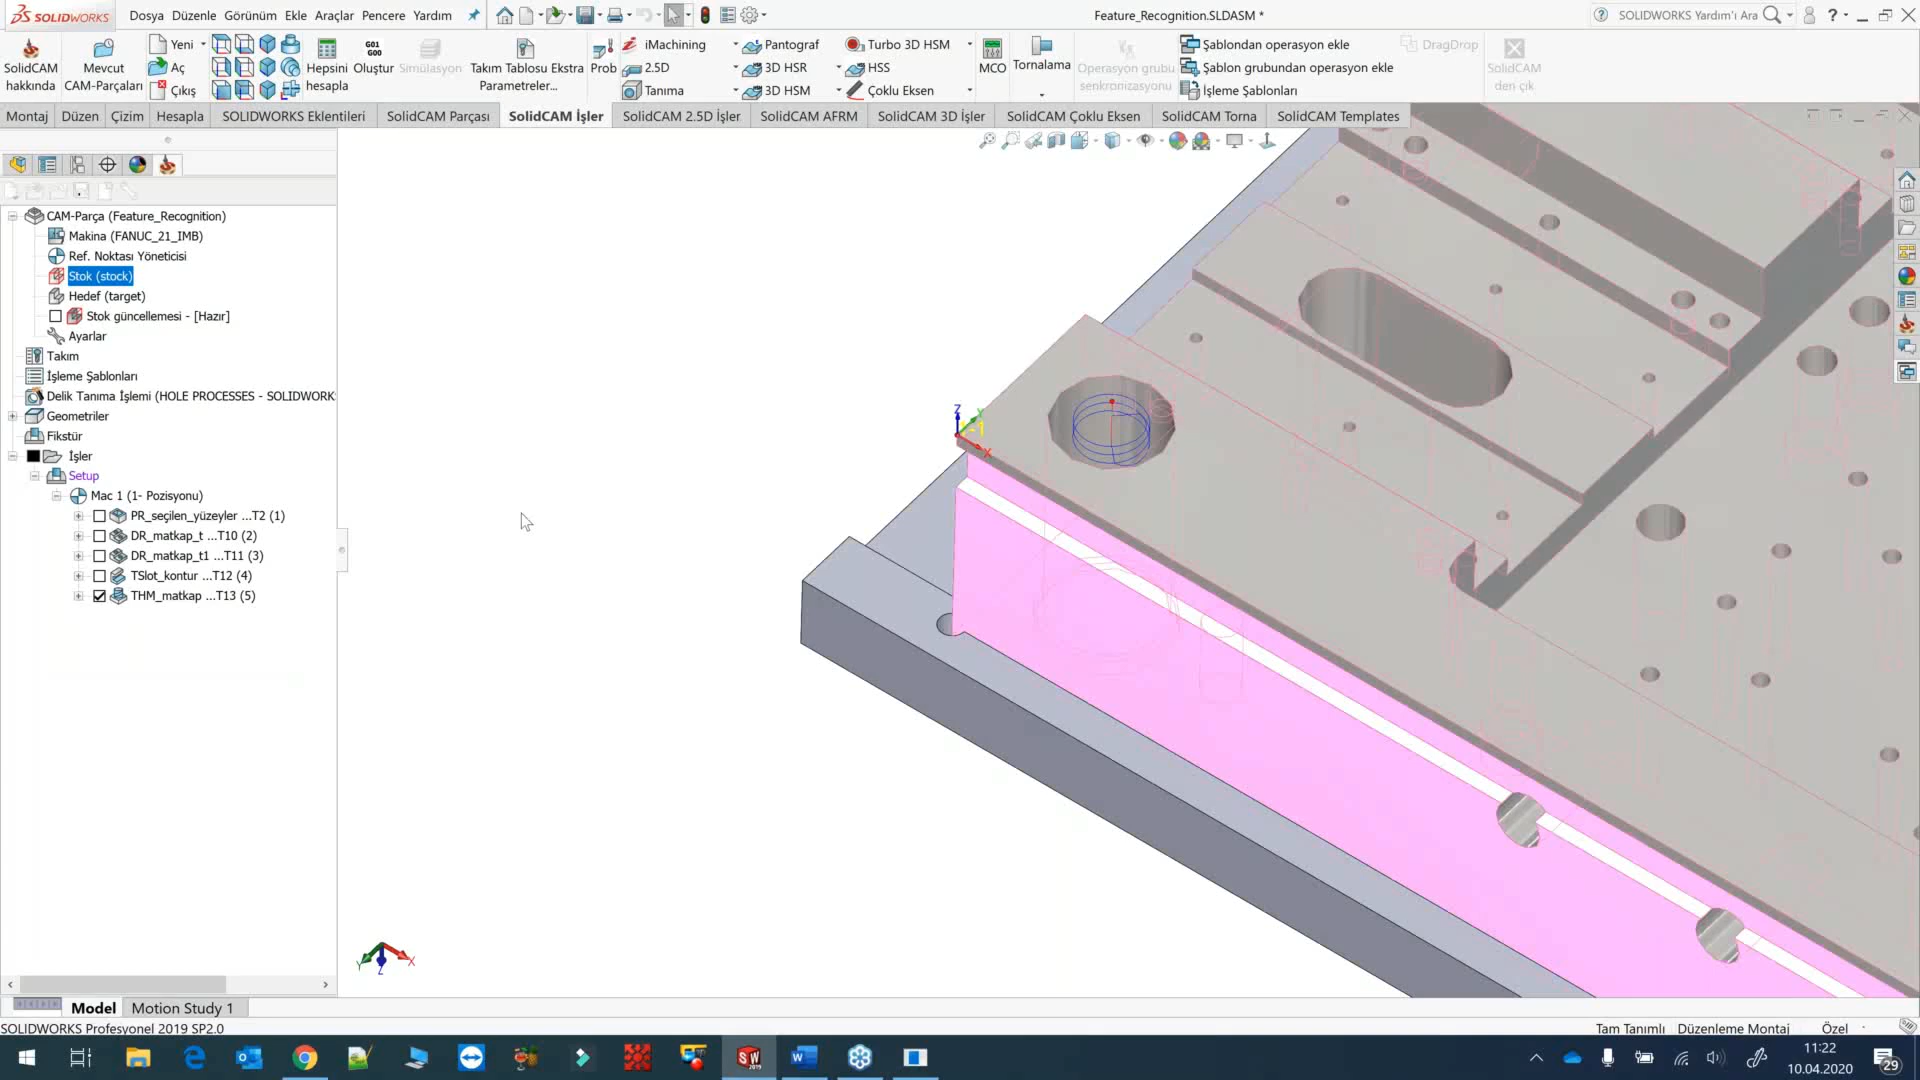 SOLIDWORKS
Dosya Düzenle Görünüm Ekle Araçlar Pencere Yardım
Feature_Recognition.SLDASM *
SOLIDWORKS Yardım'ı Ara
SolidCAM hakkında
Mevcut CAM-Parçaları
Yeni
Aç
Çıkış
Hepsini hesapla
G01
G00
Oluştur
Simülasyon
Takım Tablosu Ekstra Parametreler...
Prob
iMachining
2.5D
Tanıma
Pantograf
3D HSR
3D HSM
Turbo 3D HSM
HSS
Çoklu Eksen
MCO
Tornalama
Operasyon grubu senkronizasyonu
Şablondan operasyon ekle
Şablon grubundan operasyon ekle
İşleme Şablonları
DragDrop
SolidCAM den çık
Montaj Düzen Çizim Hesapla SOLIDWORKS Eklentileri SolidCAM Parçası SolidCAM İşler SolidCAM 2.5D İşler SolidCAM AFRM SolidCAM 3D İşler SolidCAM Çoklu Eksen SolidCAM Torna SolidCAM Templates
CAM-Parça (Feature_Recognition)
Makina (FANUC_21_IMB)
Ref. Noktası Yöneticisi
Stok (stock)
Hedef (target)
Stok güncellemesi - [Hazır]
Ayarlar
Takım
İşleme Şablonları
Delik Tanıma İşlemi (HOLE PROCESSES - SOLIDWORK
Geometriler
Fikstür
İşler
Setup
Mac 1 (1- Pozisyonu)
PR_seçilen_yüzeyler ...T2 (1)
DR_matkap_t ...T10 (2)
DR_matkap_t1 ...T11 (3)
TSlot_kontur ...T12 (4)
THM_matkap ...T13 (5)
Z
Y
X
Y
Z
X
Model Motion Study 1
SOLIDWORKS Profesyonel 2019 SP2.0
Tam Tanımlı Düzenleme Montaj Özel
11:22
10.04.2020
29